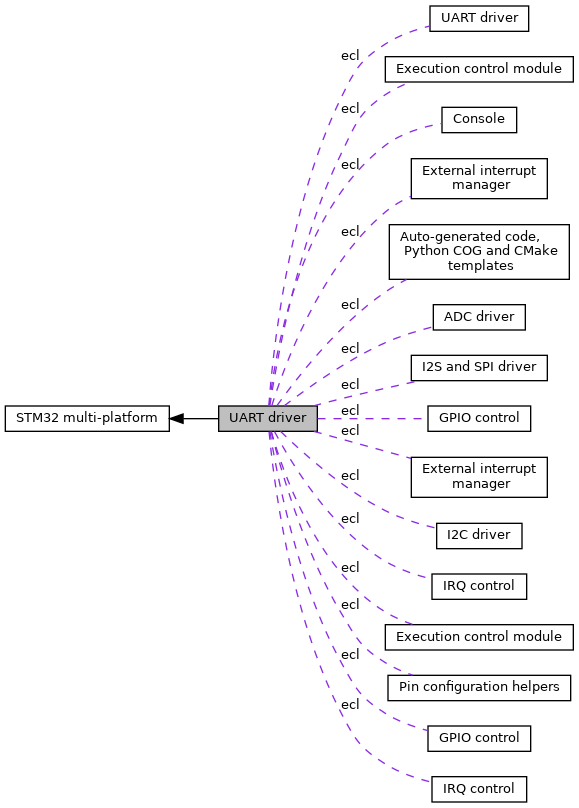 UART driver
ecl
Execution control module
ecl
Console
ecl
External interrupt
manager
ecl
Auto-generated code,
Python COG and CMake
templates
ecl
ADC driver
ecl
I2S and SPI driver
ecl
STM32 multi-platform
UART driver
ecl
GPIO control
ecl
External interrupt
manager
ecl
I2C driver
ecl
IRQ control
ecl
Execution control module
ecl
Pin configuration helpers
ecl
GPIO control
ecl
IRQ control